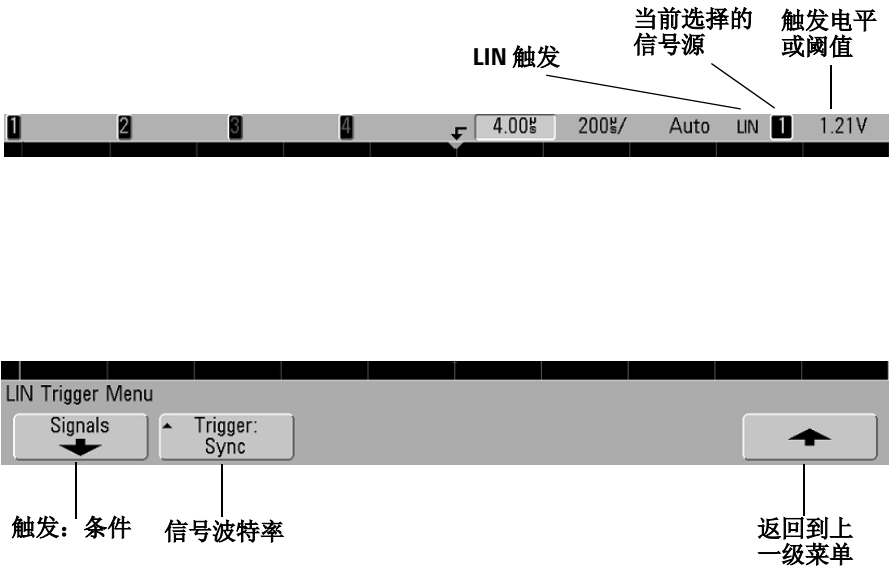 当前选择的
信号源
触发电平
或阈值
LIN 触发
1 2 3 4 4.00µs 200µs/ Auto LIN 1 1.21V
LIN Trigger Menu
Signals
Trigger:
Sync
触发：条件
信号波特率
返回到上
一级菜单